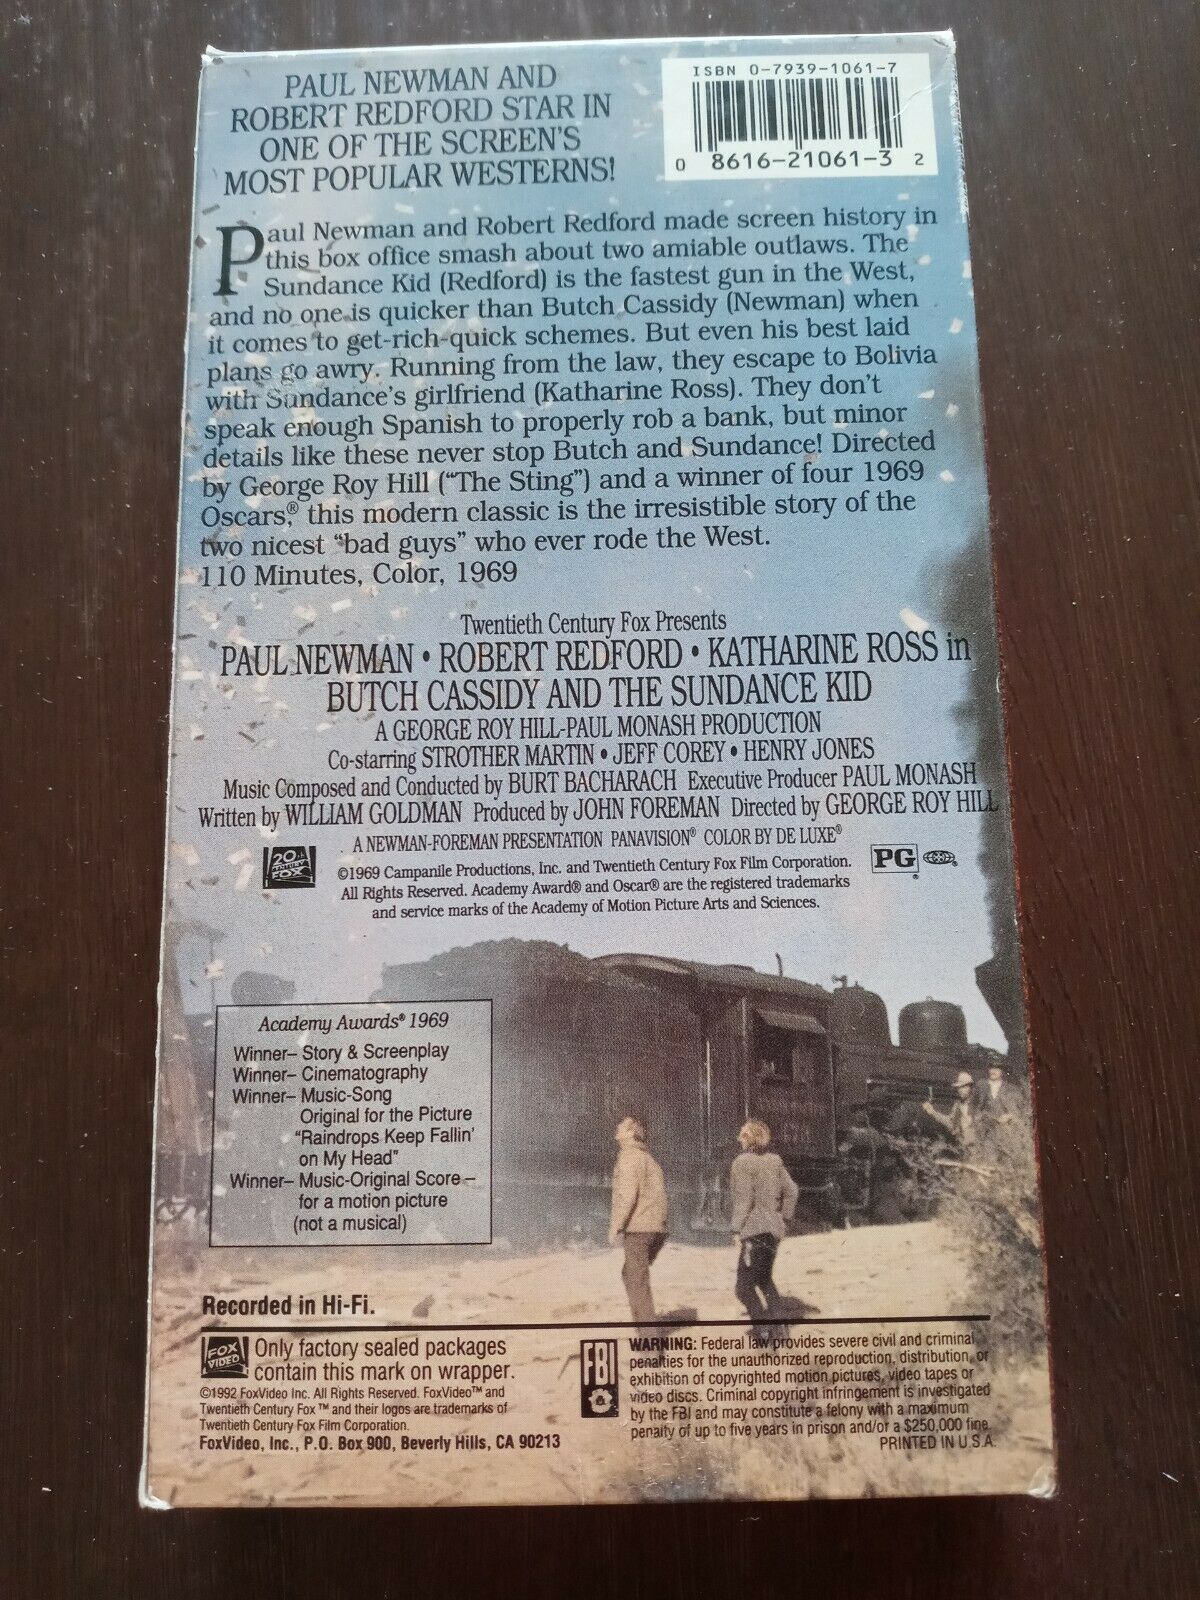 PAUL NEWMAN AND
ROBERT REDFORD STAR IN
ONE OF THE SCREEN'S
MOST POPULAR WESTERNS!
ISBN 0-7939-1061-7
0 8616-21061-3 2
Paul Newman and Robert Redford made screen history in
this box office smash about two amiable outlaws. The
Sundance Kid (Redford) is the fastest gun in the West,
and no one is quicker than Butch Cassidy (Newman) when
it comes to get-rich-quick schemes. But even his best laid
plans go awry. Running from the law, they escape to Bolivia
with Sundance's girlfriend (Katharine Ross). They don't
speak enough Spanish to properly rob a bank, but minor
details like these never stop Butch and Sundance! Directed
by George Roy Hill ("The Sting") and a winner of four 1969
Oscars,® this modern classic is the irresistible story of the
two nicest "bad guys" who ever rode the West.
110 Minutes, Color, 1969
Twentieth Century Fox Presents
PAUL NEWMAN • ROBERT REDFORD • KATHARINE ROSS in
BUTCH CASSIDY AND THE SUNDANCE KID
A GEORGE ROY HILL-PAUL MONASH PRODUCTION
Co-starring STROTHER MARTIN • JEFF COREY • HENRY JONES
Music Composed and Conducted by BURT BACHARACH Executive Producer PAUL MONASH
Written by WILLIAM GOLDMAN Produced by JOHN FOREMAN Directed by GEORGE ROY HILL
A NEWMAN-FOREMAN PRESENTATION PANAVISION® COLOR BY DE LUXE®
20th
CENTURY
FOX
©1969 Campanile Productions, Inc. and Twentieth Century Fox Film Corporation.
All Rights Reserved. Academy Award® and Oscar® are the registered trademarks
and service marks of the Academy of Motion Picture Arts and Sciences.
PG®
Academy Awards® 1969
Winner– Story & Screenplay
Winner– Cinematography
Winner– Music-Song
Original for the Picture
"Raindrops Keep Fallin'
on My Head"
Winner– Music-Original Score –
for a motion picture
(not a musical)
Recorded in Hi-Fi.
FOX
VIDEO
Only factory sealed packages
contain this mark on wrapper.
©1992 FoxVideo Inc. All Rights Reserved. FoxVideo™ and
Twentieth Century Fox™ and their logos are trademarks of
Twentieth Century Fox Film Corporation.
FoxVideo, Inc., P.O. Box 900, Beverly Hills, CA 90213
FBI
WARNING: Federal law provides severe civil and criminal
penalties for the unauthorized reproduction, distribution, or
exhibition of copyrighted motion pictures, video tapes or
video discs. Criminal copyright infringement is investigated
by the FBI and may constitute a felony with a maximum
penalty of up to five years in prison and/or a $250,000 fine.
PRINTED IN U.S.A.